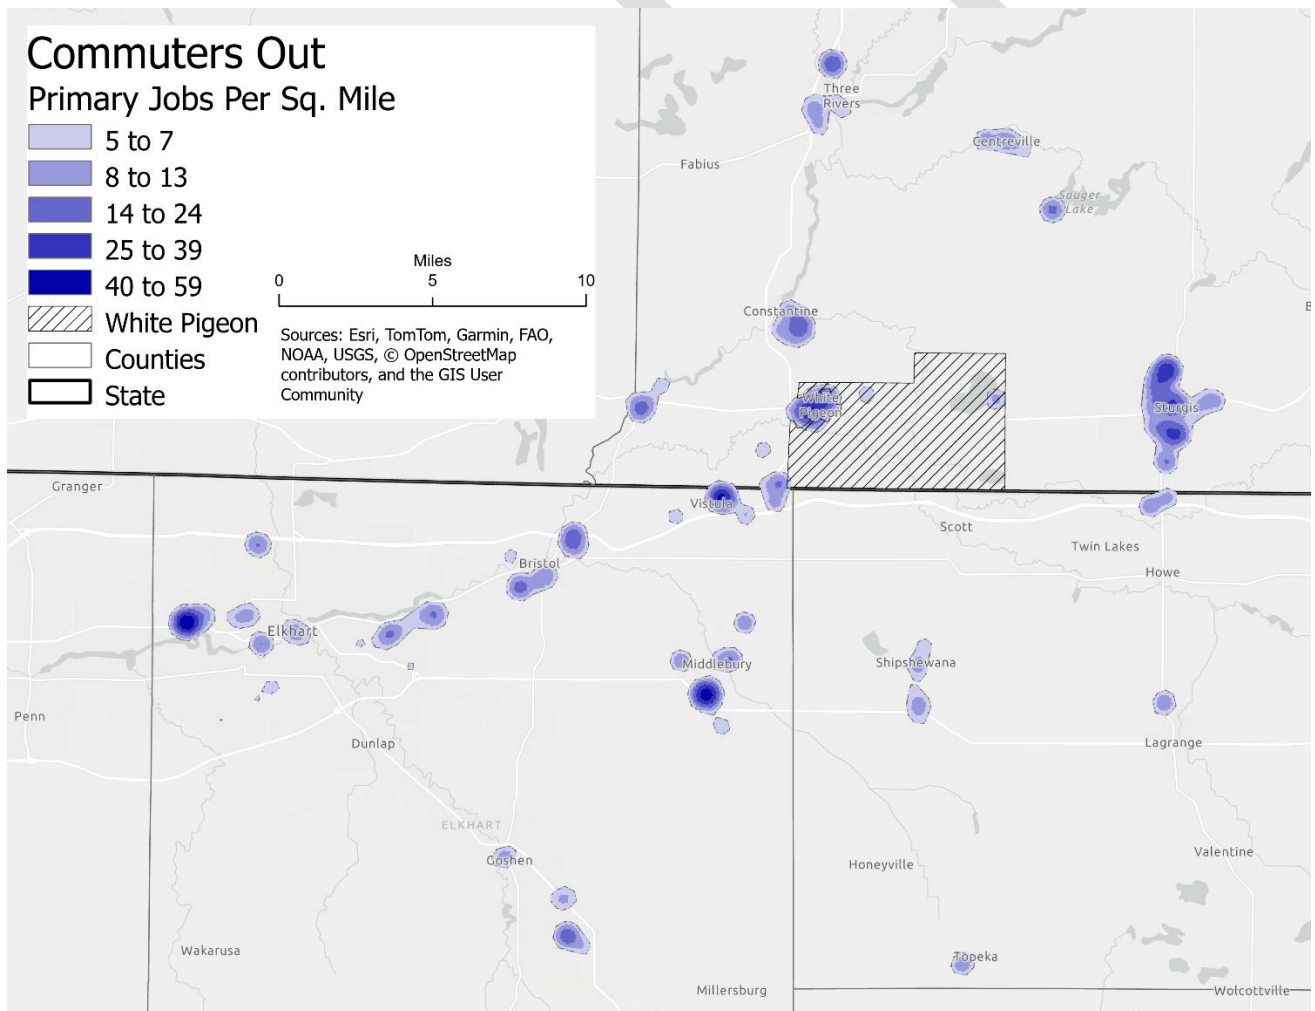 Commuters Out
Primary Jobs Per Sq. Mile
5 to 7
8 to 13
14 to 24
25 to 39
40 to 59
White Pigeon
Counties
State
Miles
0 5 10
Sources: Esri, TomTom, Garmin, FAO,
NOAA, USGS, © OpenStreetMap
contributors, and the GIS User
Community
Three
Rivers
Centreville
Fabius
Sauger
Lake
Constantine
B
White
Pigeon
Sturgis
Granger
Vistula
Scott
Twin Lakes
Bristol
Howe
Elkhart
Middlebury
Shipshewana
Penn
Dunlap
Lagrange
ELKHART
Goshen
Honeyville
Valentine
Wakarusa
Topeka
Millersburg
Wolcottville